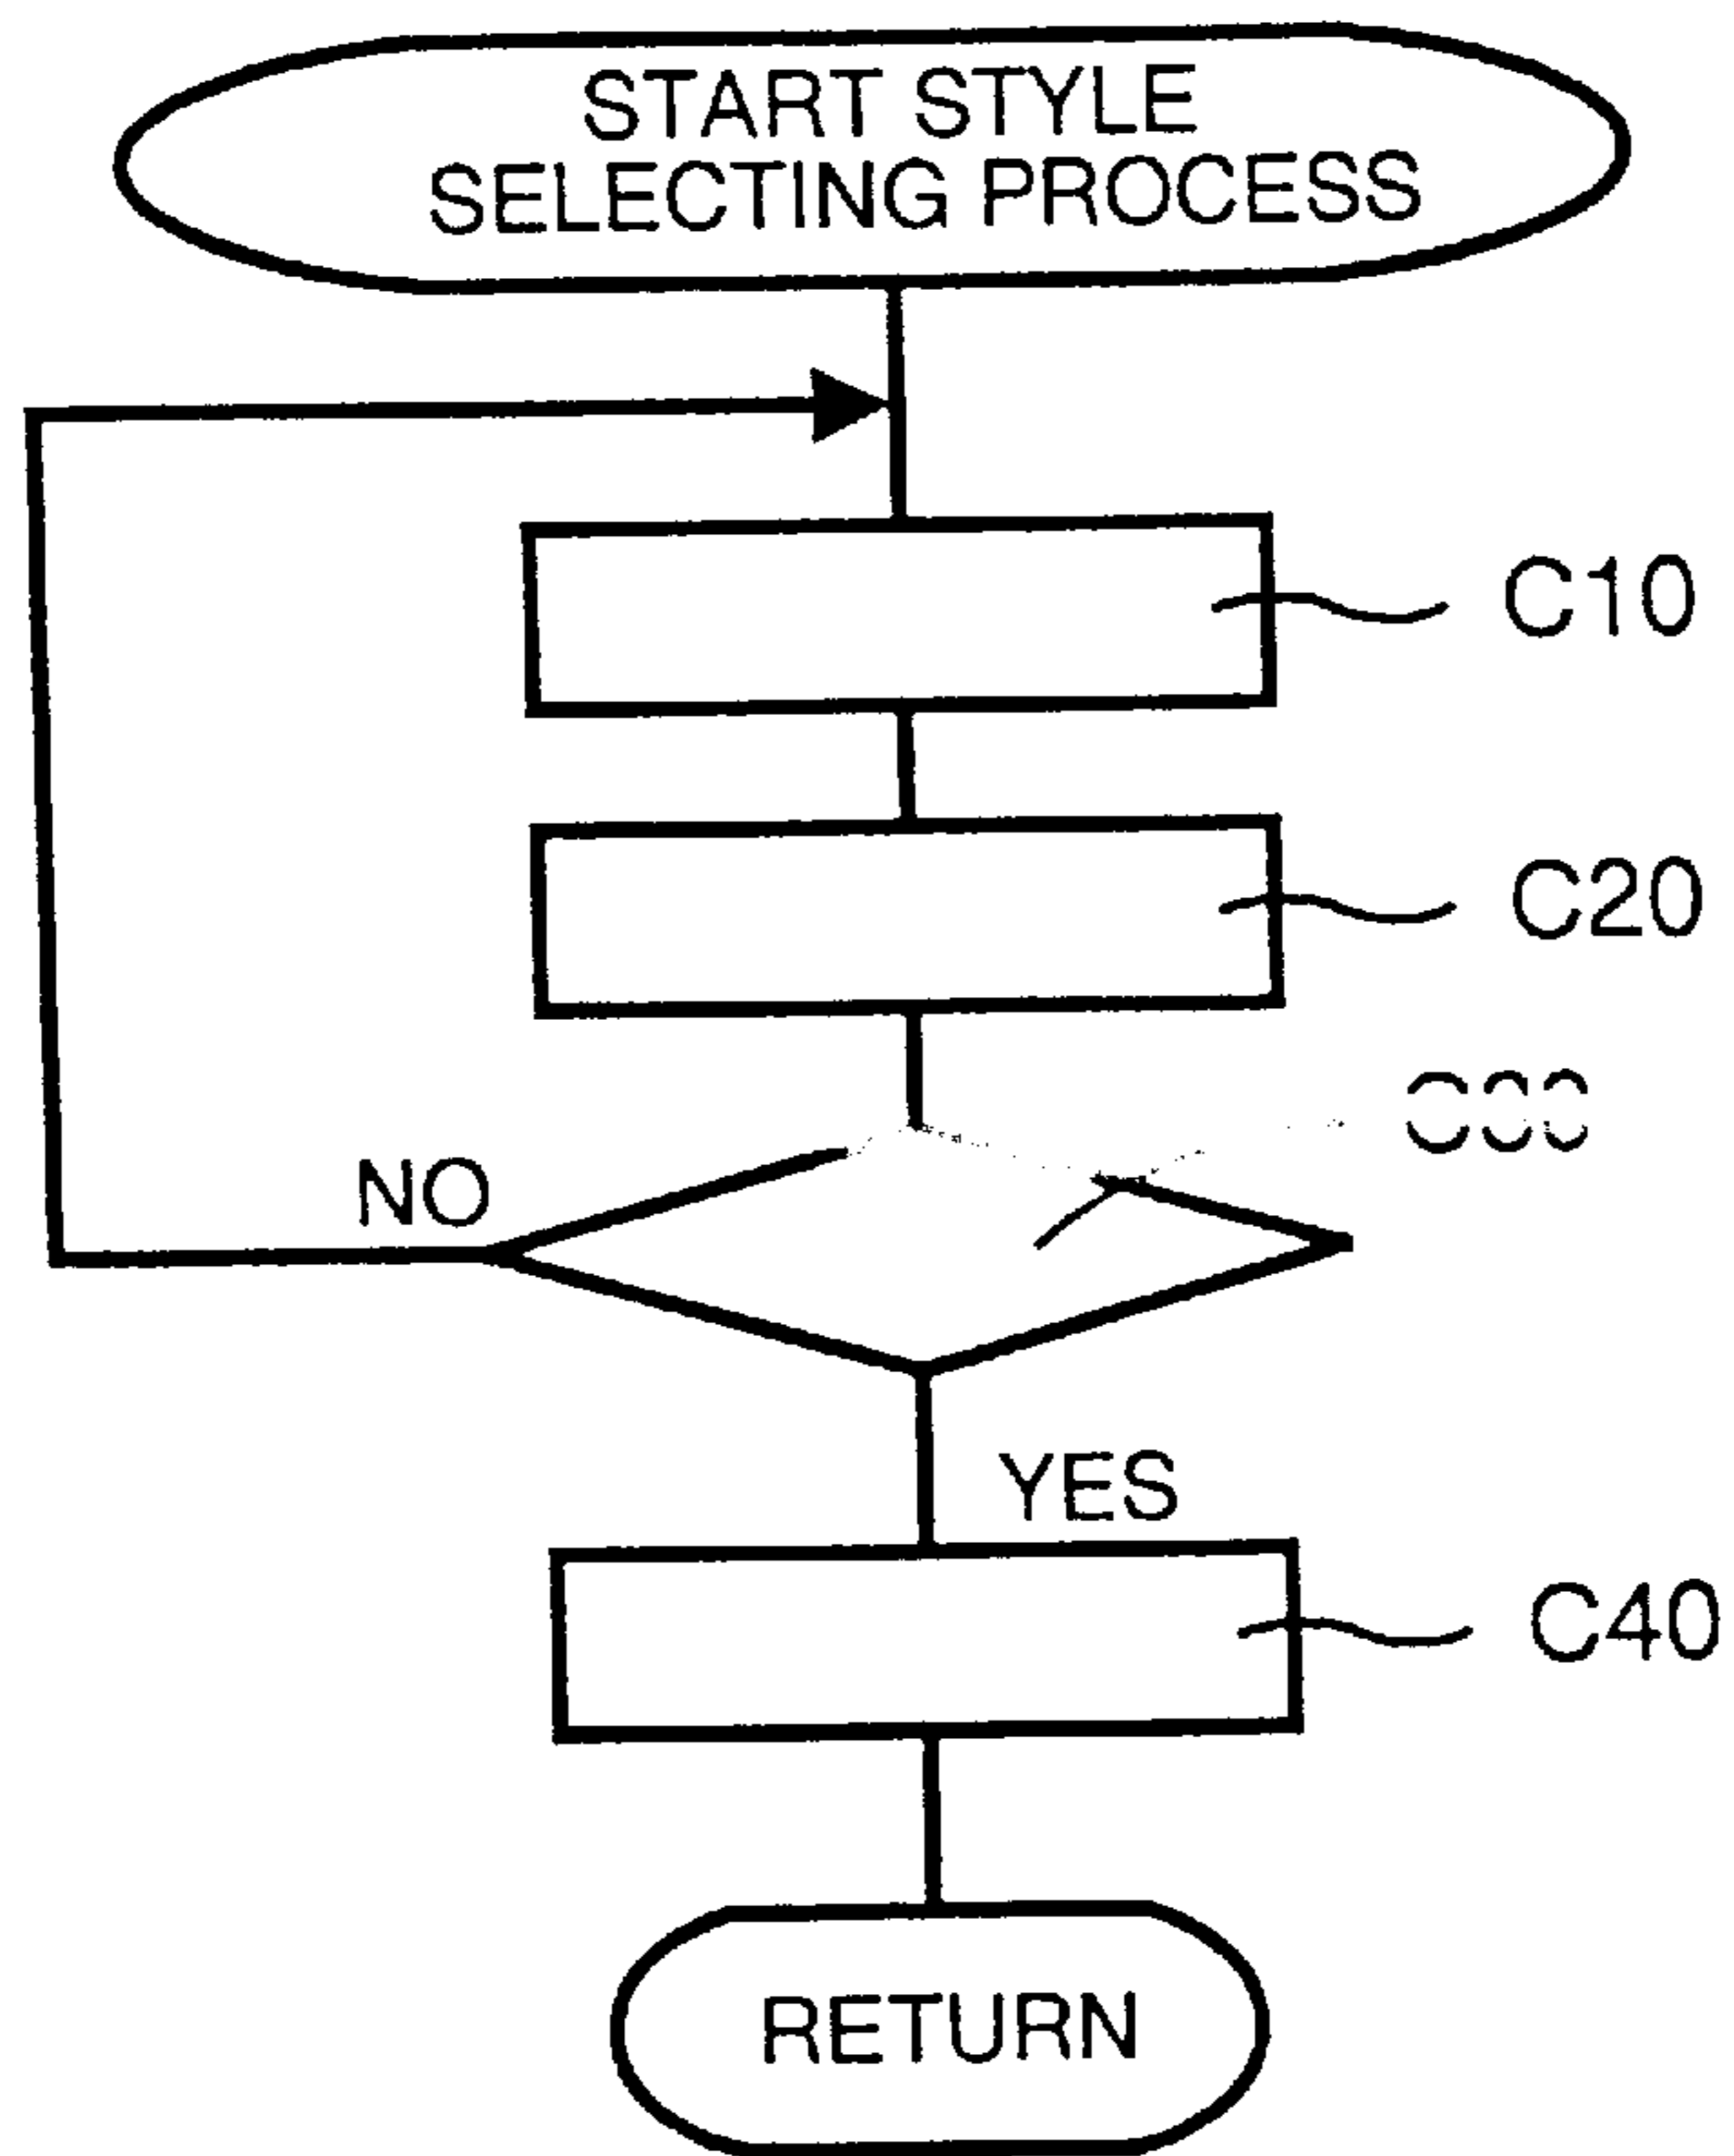 START STYLE
SELECTING PROCESS
C10
C20
NO
YES
C40
RETURN